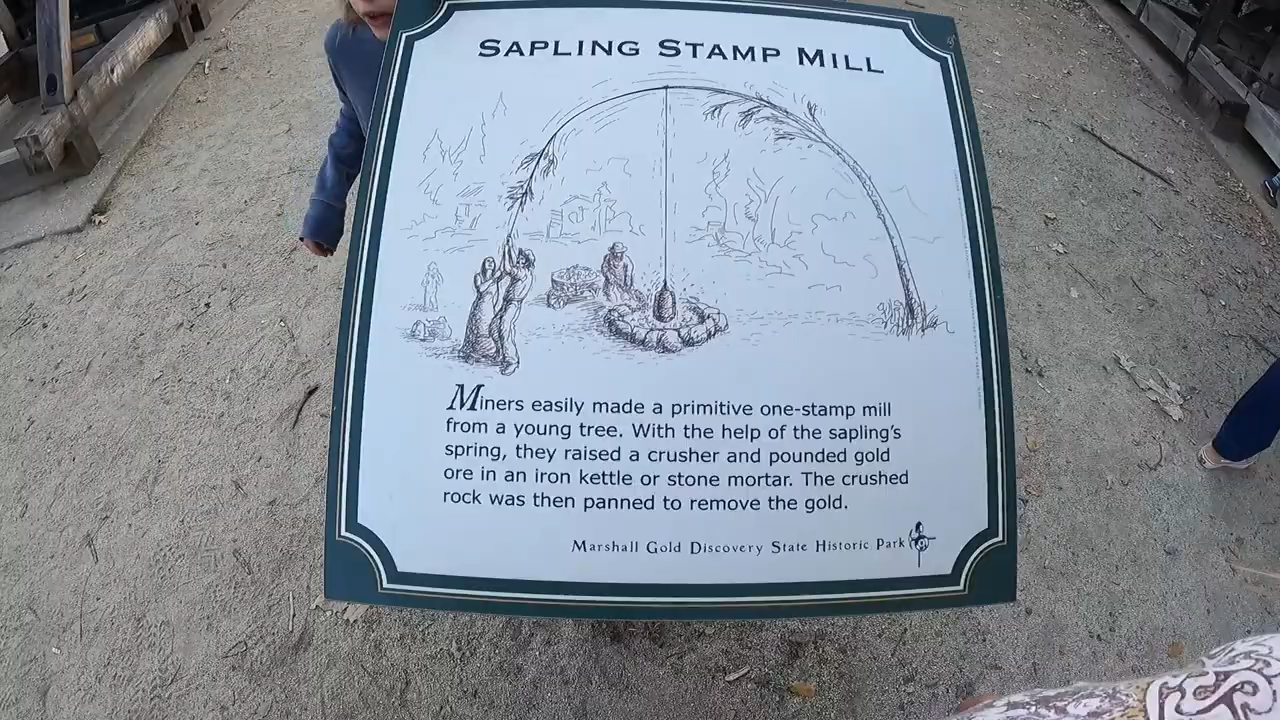 SAPLING STAMP MILL
Miners easily made a primitive one-stamp mill
from a young tree. With the help of the sapling's
spring, they raised a crusher and pounded gold
ore in an iron kettle or stone mortar. The crushed
rock was then panned to remove the gold.
Marshall Gold Discovery State Historic Park